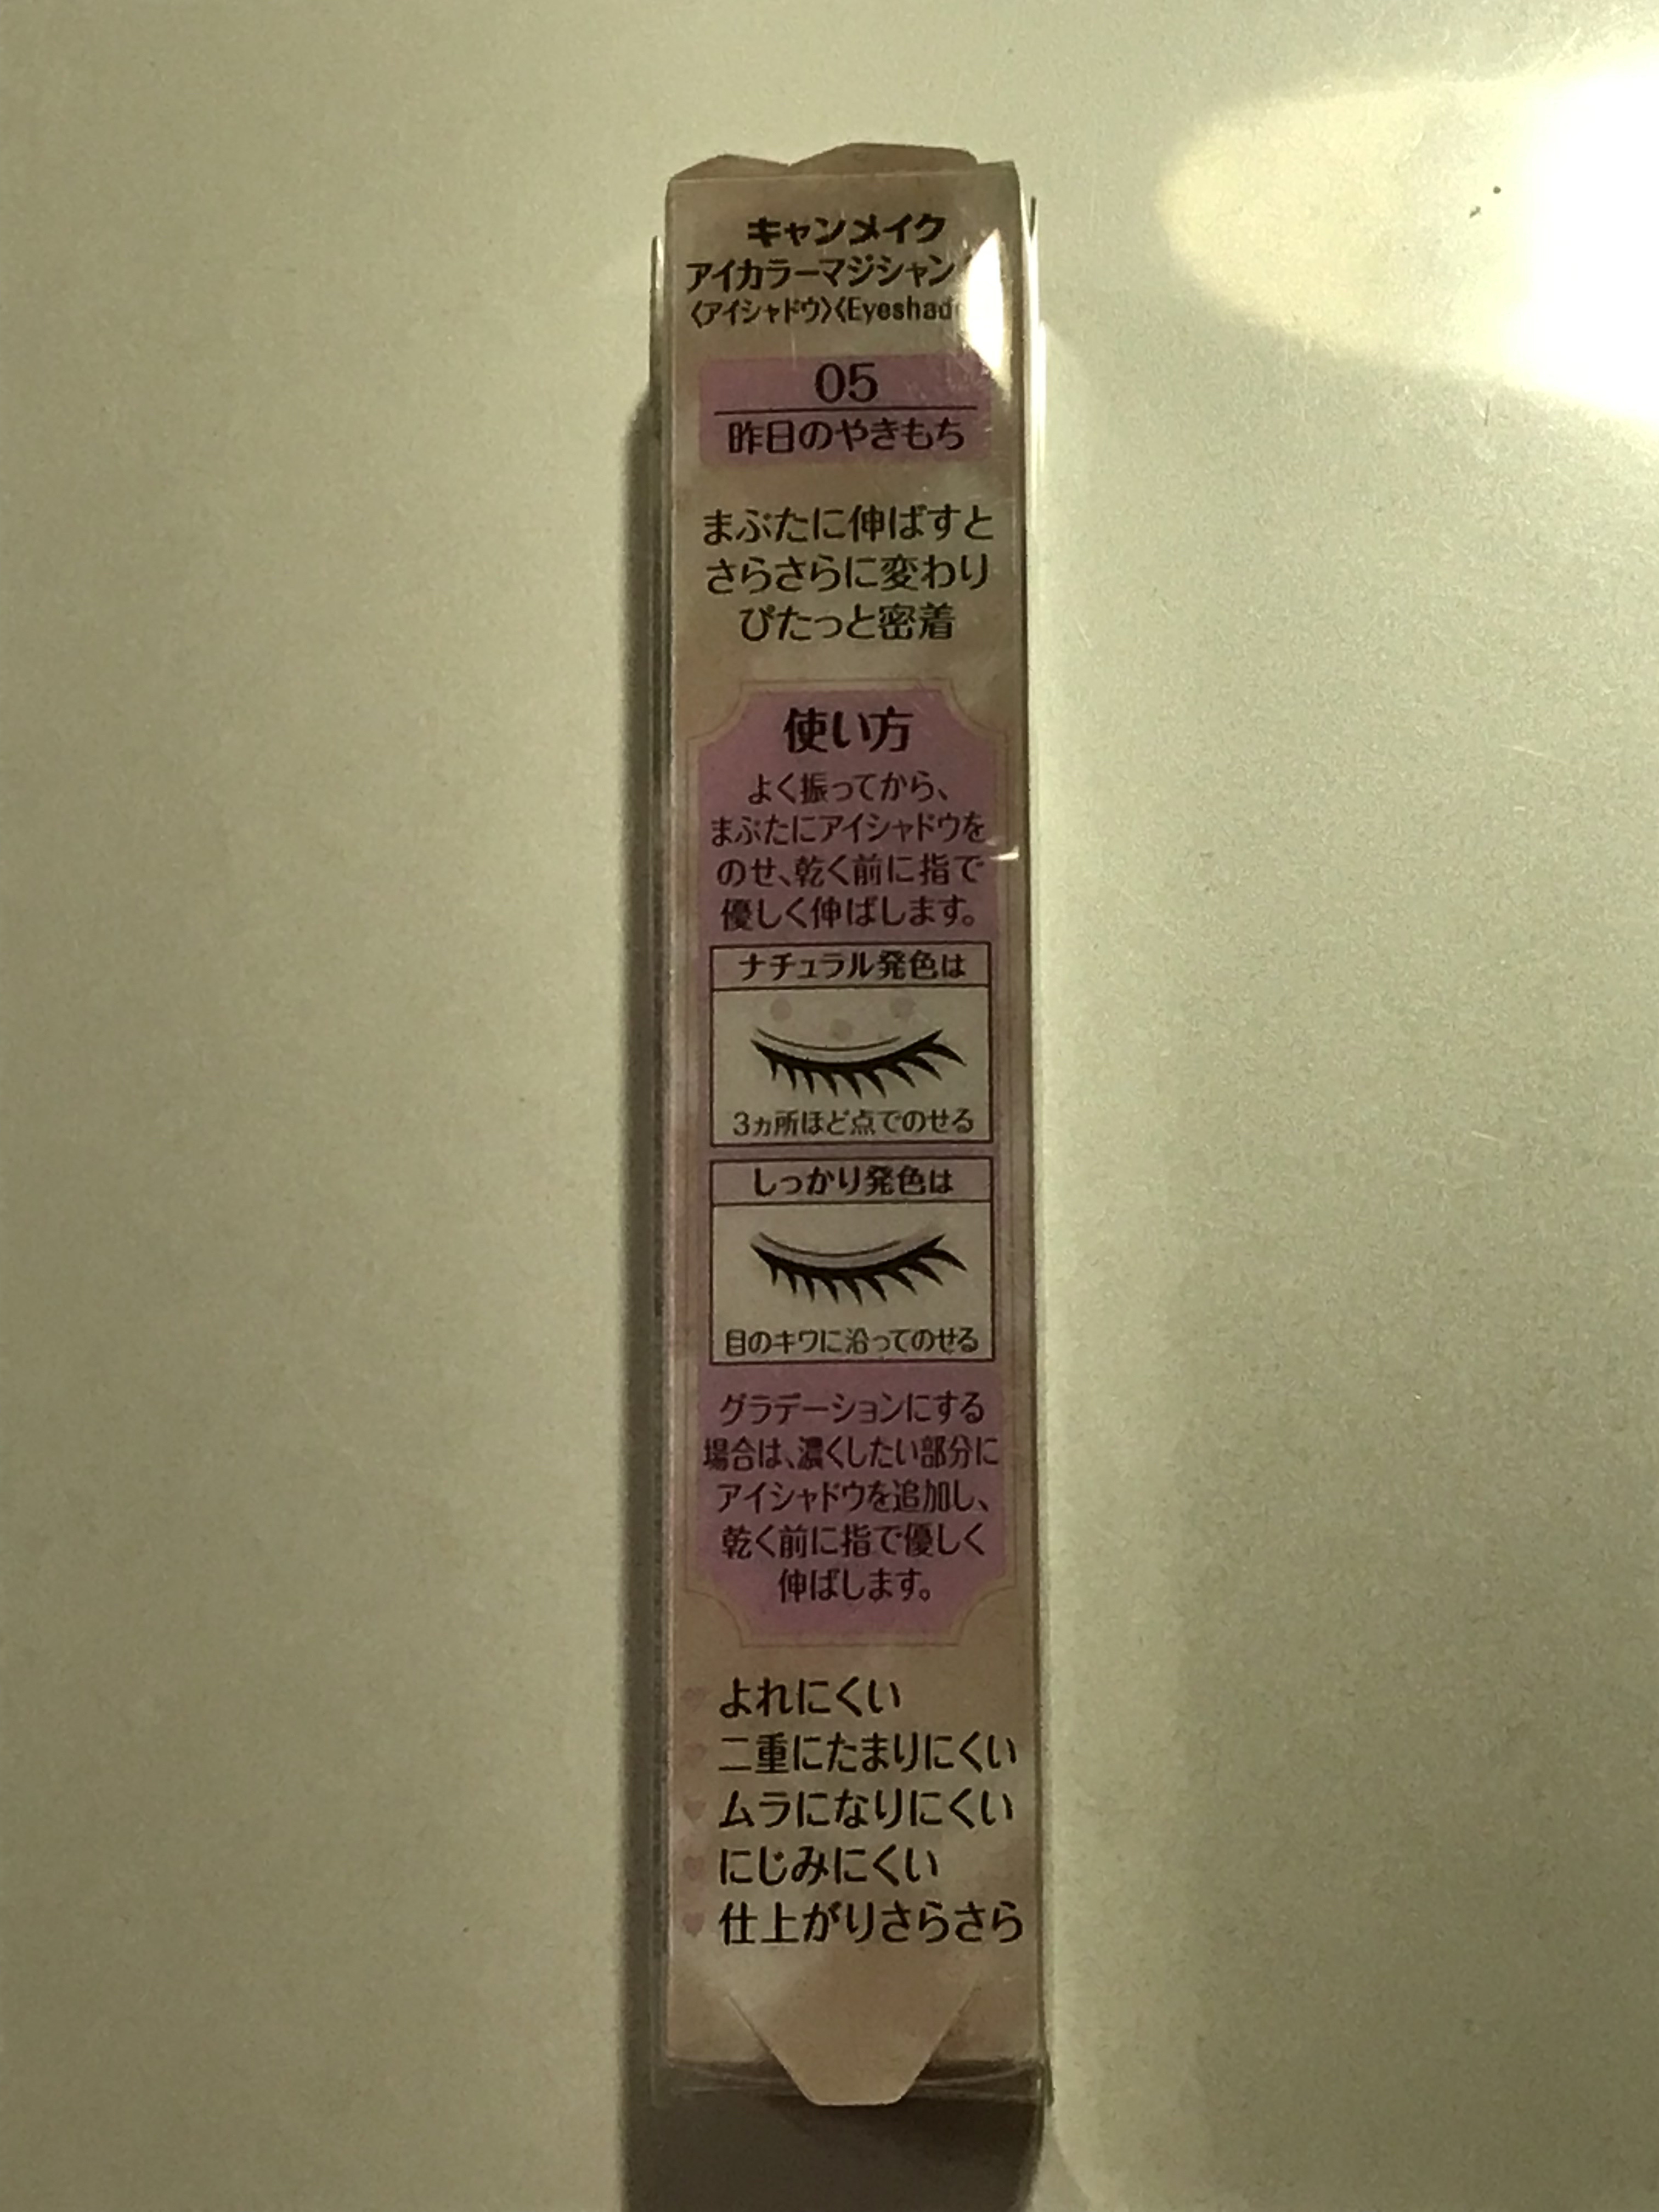 キャンメイク
アイカラーマジシャン
〈アイシャドウ〉
05
昨日のやきもち
まぶたに伸ばすと
さらさらに変わり
ぴたっと密着
使い方
よく振ってから、
まぶたにアイシャドウを
のせ、乾く前に指で
優しく伸ばします。
ナチュラル発色は
3ヵ所ほど点でのせる
しっかり発色は
目のキワに沿ってのせる
グラデーションにする
場合は、濃くしたい部分に
アイシャドウを追加し、
乾く前に指で優しく
伸ばします。
よれにくい
二重にたまりにくい
ムラになりにくい
にじみにくい
仕上がりさらさら